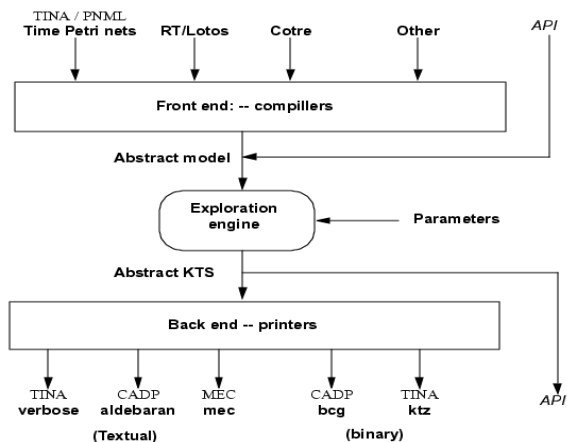 TINA / PNML
Time Petri nets RT/Lotos Cotre Other API
Front end: -- compillers
Abstract model
Exploration
engine
Parameters
Abstract KTS
Back end -- printers
TINA CADP MEC CADP TINA
verbose aldebaran mec bcg ktz API
(Textual) (binary)